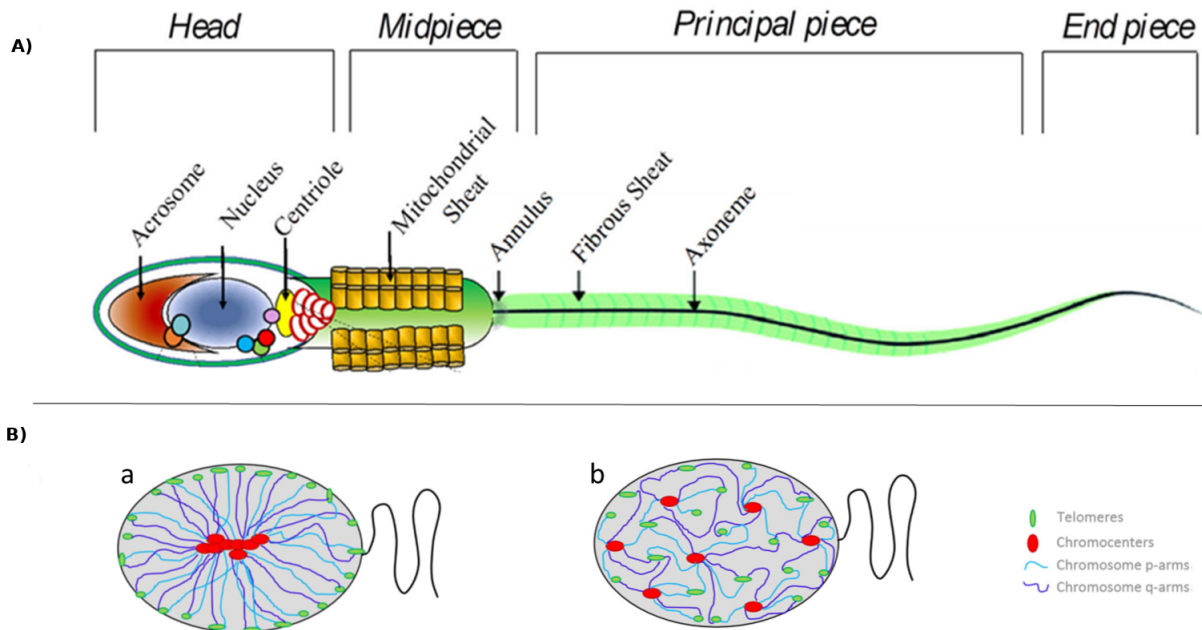 A)
Head
Midpiece
Principal piece
End piece
Acrosome
Nucleus
Centriole
Mitochondrial
Sheat
Annulus
Fibrous Sheat
Axoneme
B)
a
b
Telomeres
Chromocenters
Chromosome p-arms
Chromosome q-arms